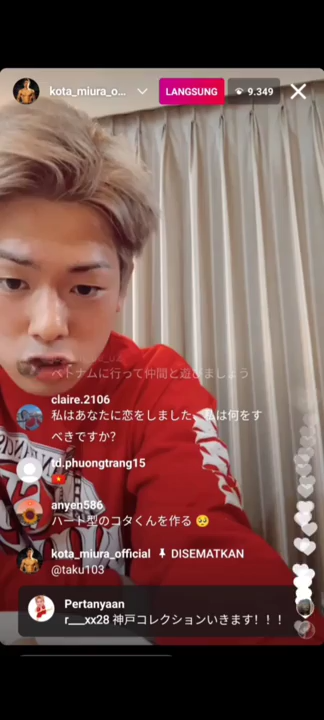 kota_miura_o...
LANGSUNG
9.349
ベトナムに行って仲間と遊びましょう
claire.2106
私はあなたに恋をしました、私は何をす
べきですか?
td.phuongtrang15
anyen586
ハート型のコタくんを作る 🥺
kota_miura_official DISEMATKAN
@taku103
Pertanyaan
r___xx28 神戸コレクションいきます！！！